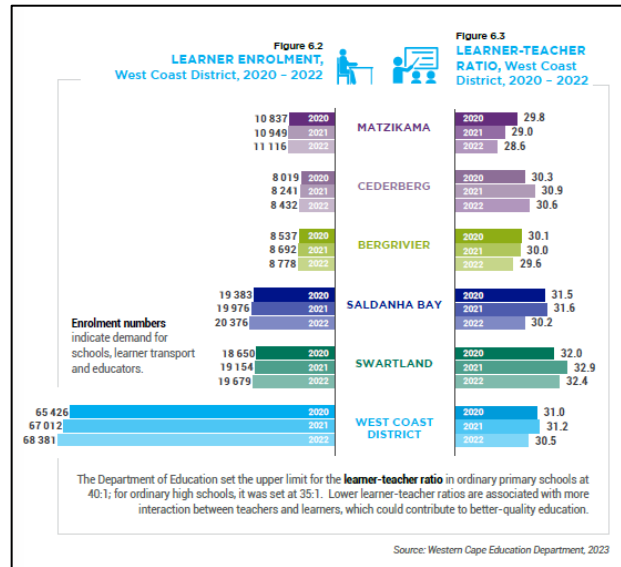 Figure 6.2
LEARNER ENROLMENT,
West Coast District, 2020 – 2022
Figure 6.3
LEARNER-TEACHER
RATIO, West Coast
District, 2020 – 2022
10 837 2020 MATZIKAMA 2020 29.8
10 949 2021 2021 29.0
11 116 2022 2022 28.6
8 019 2020 CEDERBERG 2020 30.3
8 241 2021 2021 30.9
8 432 2022 2022 30.6
8 537 2020 BERGRIVIER 2020 30.1
8 692 2021 2021 30.0
8 778 2022 2022 29.6
19 383 2020 SALDANHA BAY 2020 31.5
19 976 2021 2021 31.6
20 376 2022 2022 30.2
Enrolment numbers
indicate demand for
schools, learner transport
and educators.
18 650 2020 SWARTLAND 2020 32.0
19 154 2021 2021 32.9
19 679 2022 2022 32.4
65 426 2020 WEST COAST 2020 31.0
67 012 2021 DISTRICT 2021 31.2
68 381 2022 2022 30.5
The Department of Education set the upper limit for the learner-teacher ratio in ordinary primary schools at
40:1; for ordinary high schools, it was set at 35:1. Lower learner-teacher ratios are associated with more
interaction between teachers and learners, which could contribute to better-quality education.
Source: Western Cape Education Department, 2023